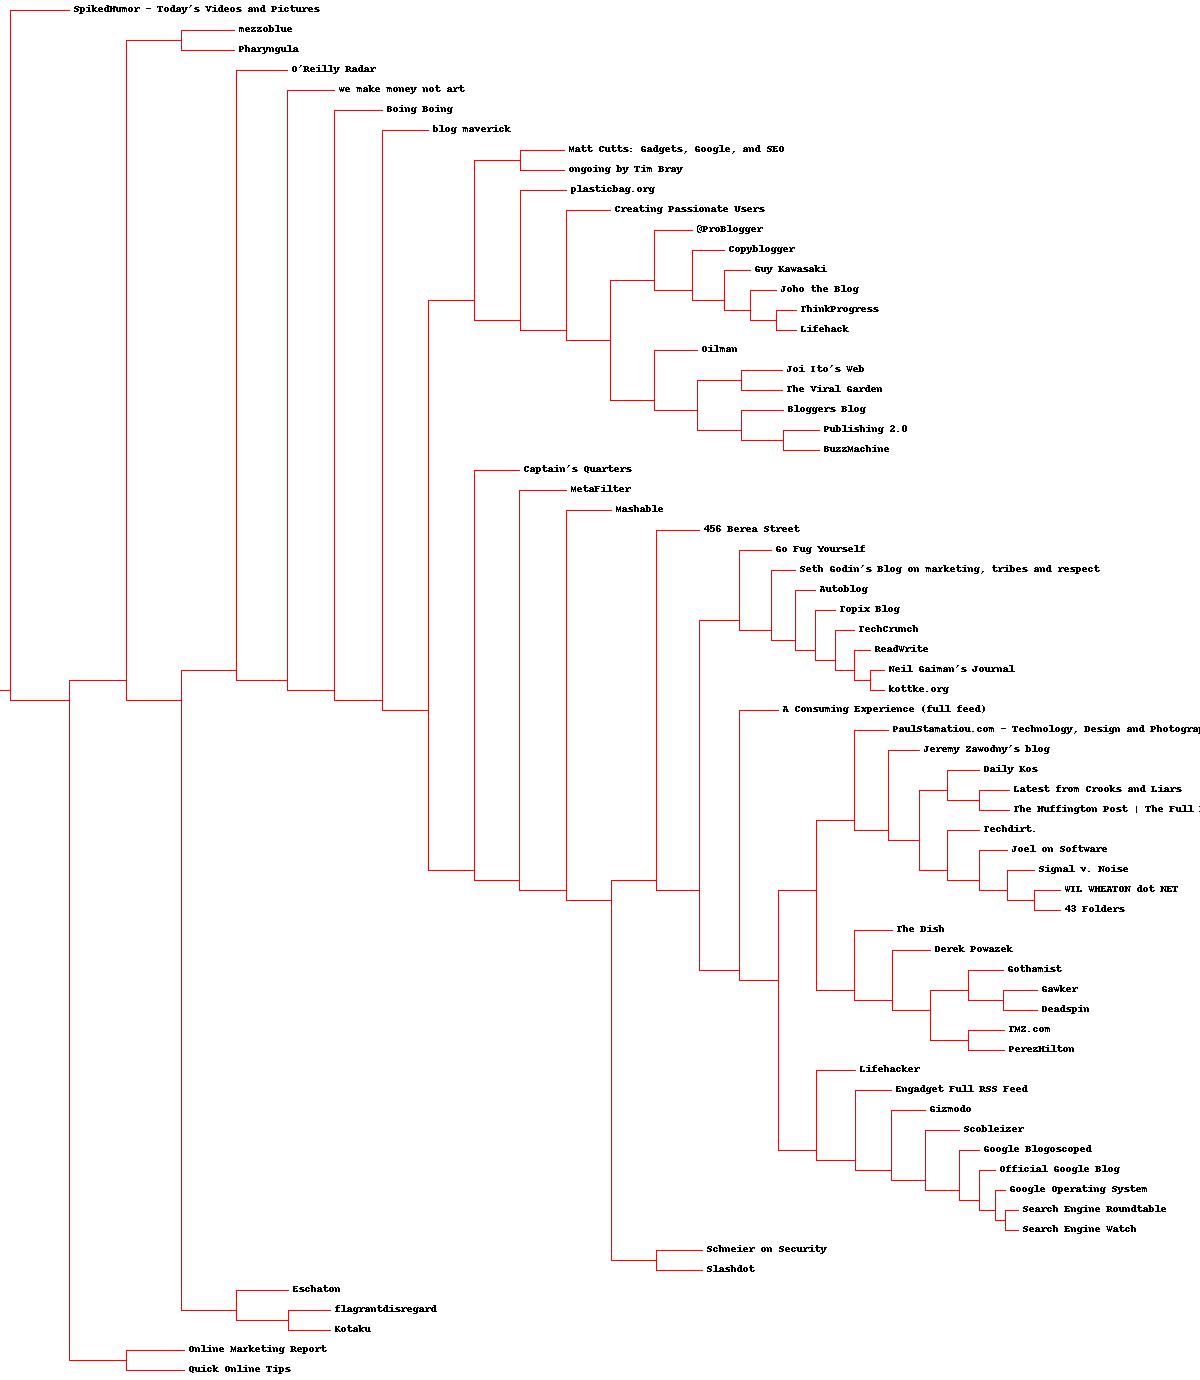 SpikedHumor - Today's Videos and Pictures
mezzoblue
Pharyngula
O'Reilly Radar
we make money not art
Boing Boing
blog maverick
Matt Cutts: Gadgets, Google, and SEO
ongoing by Tim Bray
plasticbag.org
Creating Passionate Users
@ProBlogger
Copyblogger
Guy Kawasaki
Joho the Blog
ThinkProgress
Lifehack
Oilman
Joi Ito's Web
The Viral Garden
Bloggers Blog
Publishing 2.0
BuzzMachine
Captain's Quarters
MetaFilter
Mashable
456 Berea Street
Go Fug Yourself
Seth Godin's Blog on marketing, tribes and respect
Autoblog
Topix Blog
TechCrunch
ReadWrite
Neil Gaiman's Journal
kottke.org
A Consuming Experience (full feed)
PaulStamatiou.com - Technology, Design and Photograp
Jeremy Zawodny's blog
Daily Kos
Latest from Crooks and Liars
The Huffington Post | The Full
Techdirt.
Joel on Software
Signal v. Noise
WIL WHEATON dot NET
43 Folders
The Dish
Derek Powazek
Gothamist
Gawker
Deadspin
TMZ.com
PerezHilton
Lifehacker
Engadget Full RSS Feed
Gizmodo
Scobleizer
Google Blogoscoped
Official Google Blog
Google Operating System
Search Engine Roundtable
Search Engine Watch
Schneier on Security
Slashdot
Eschaton
flagrantdisregard
Kotaku
Online Marketing Report
Quick Online Tips